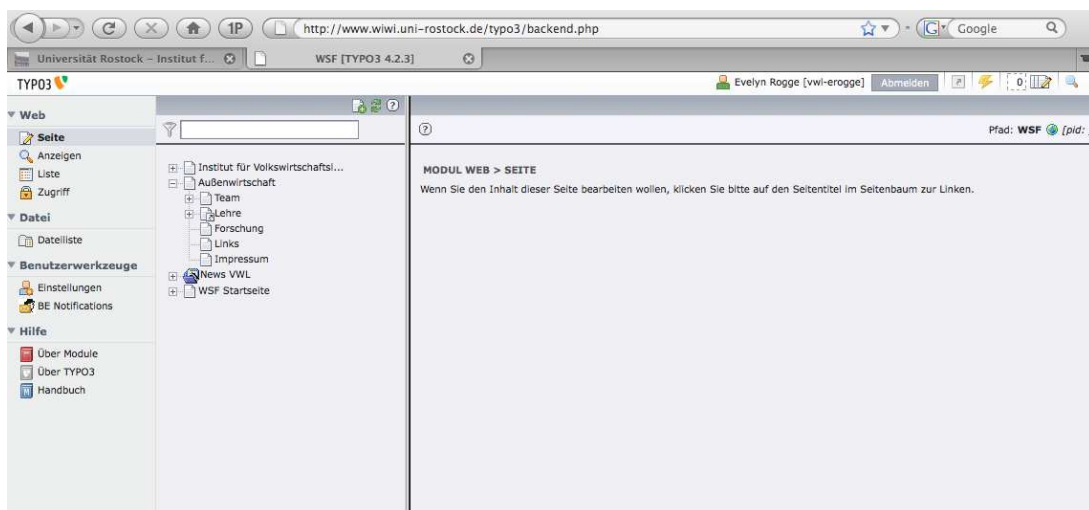 1P http://www.wiwi.uni-rostock.de/typo3/backend.php G Google
Universität Rostock – Institut f... WSF [TYPO3 4.2.3]
TYPO3 Evelyn Rogge [vwl-erogge] Abmelden 0
Web
Seite
Anzeigen
Liste
Zugriff
Datei
Dateiliste
Benutzerwerkzeuge
Einstellungen
BE Notifications
Hilfe
Über Module
Über TYPO3
Handbuch
Institut für Volkswirtschaftsl...
Außenwirtschaft
Team
Lehre
Forschung
Links
Impressum
News VWL
WSF Startseite
Pfad: WSF [pid:
MODUL WEB > SEITE
Wenn Sie den Inhalt dieser Seite bearbeiten wollen, klicken Sie bitte auf den Seitentitel im Seitenbaum zur Linken.